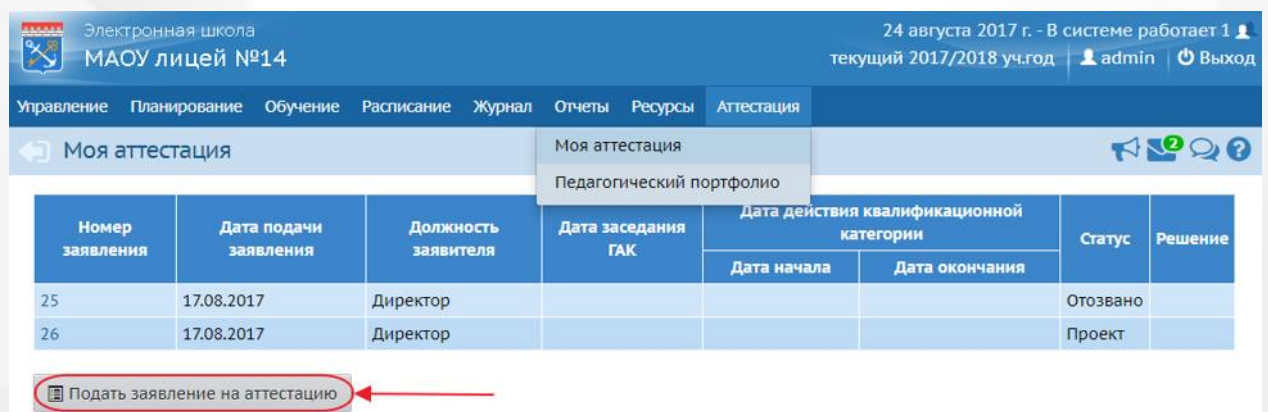 Электронная школа
МАОУ лицей №14
24 августа 2017 г. - В системе работает 1
текущий 2017/2018 уч.год admin Выход
Управление Планирование Обучение Расписание Журнал Отчеты Ресурсы Аттестация
Моя аттестация
2
?
Моя аттестация
Педагогический портфолио
Номер заявления
Дата подачи заявления
Должность заявителя
Дата заседания ГАК
Дата действия квалификационной категории
Дата начала
Дата окончания
Статус
Решение
25 17.08.2017 Директор Отозвано
26 17.08.2017 Директор Проект
Подать заявление на аттестацию